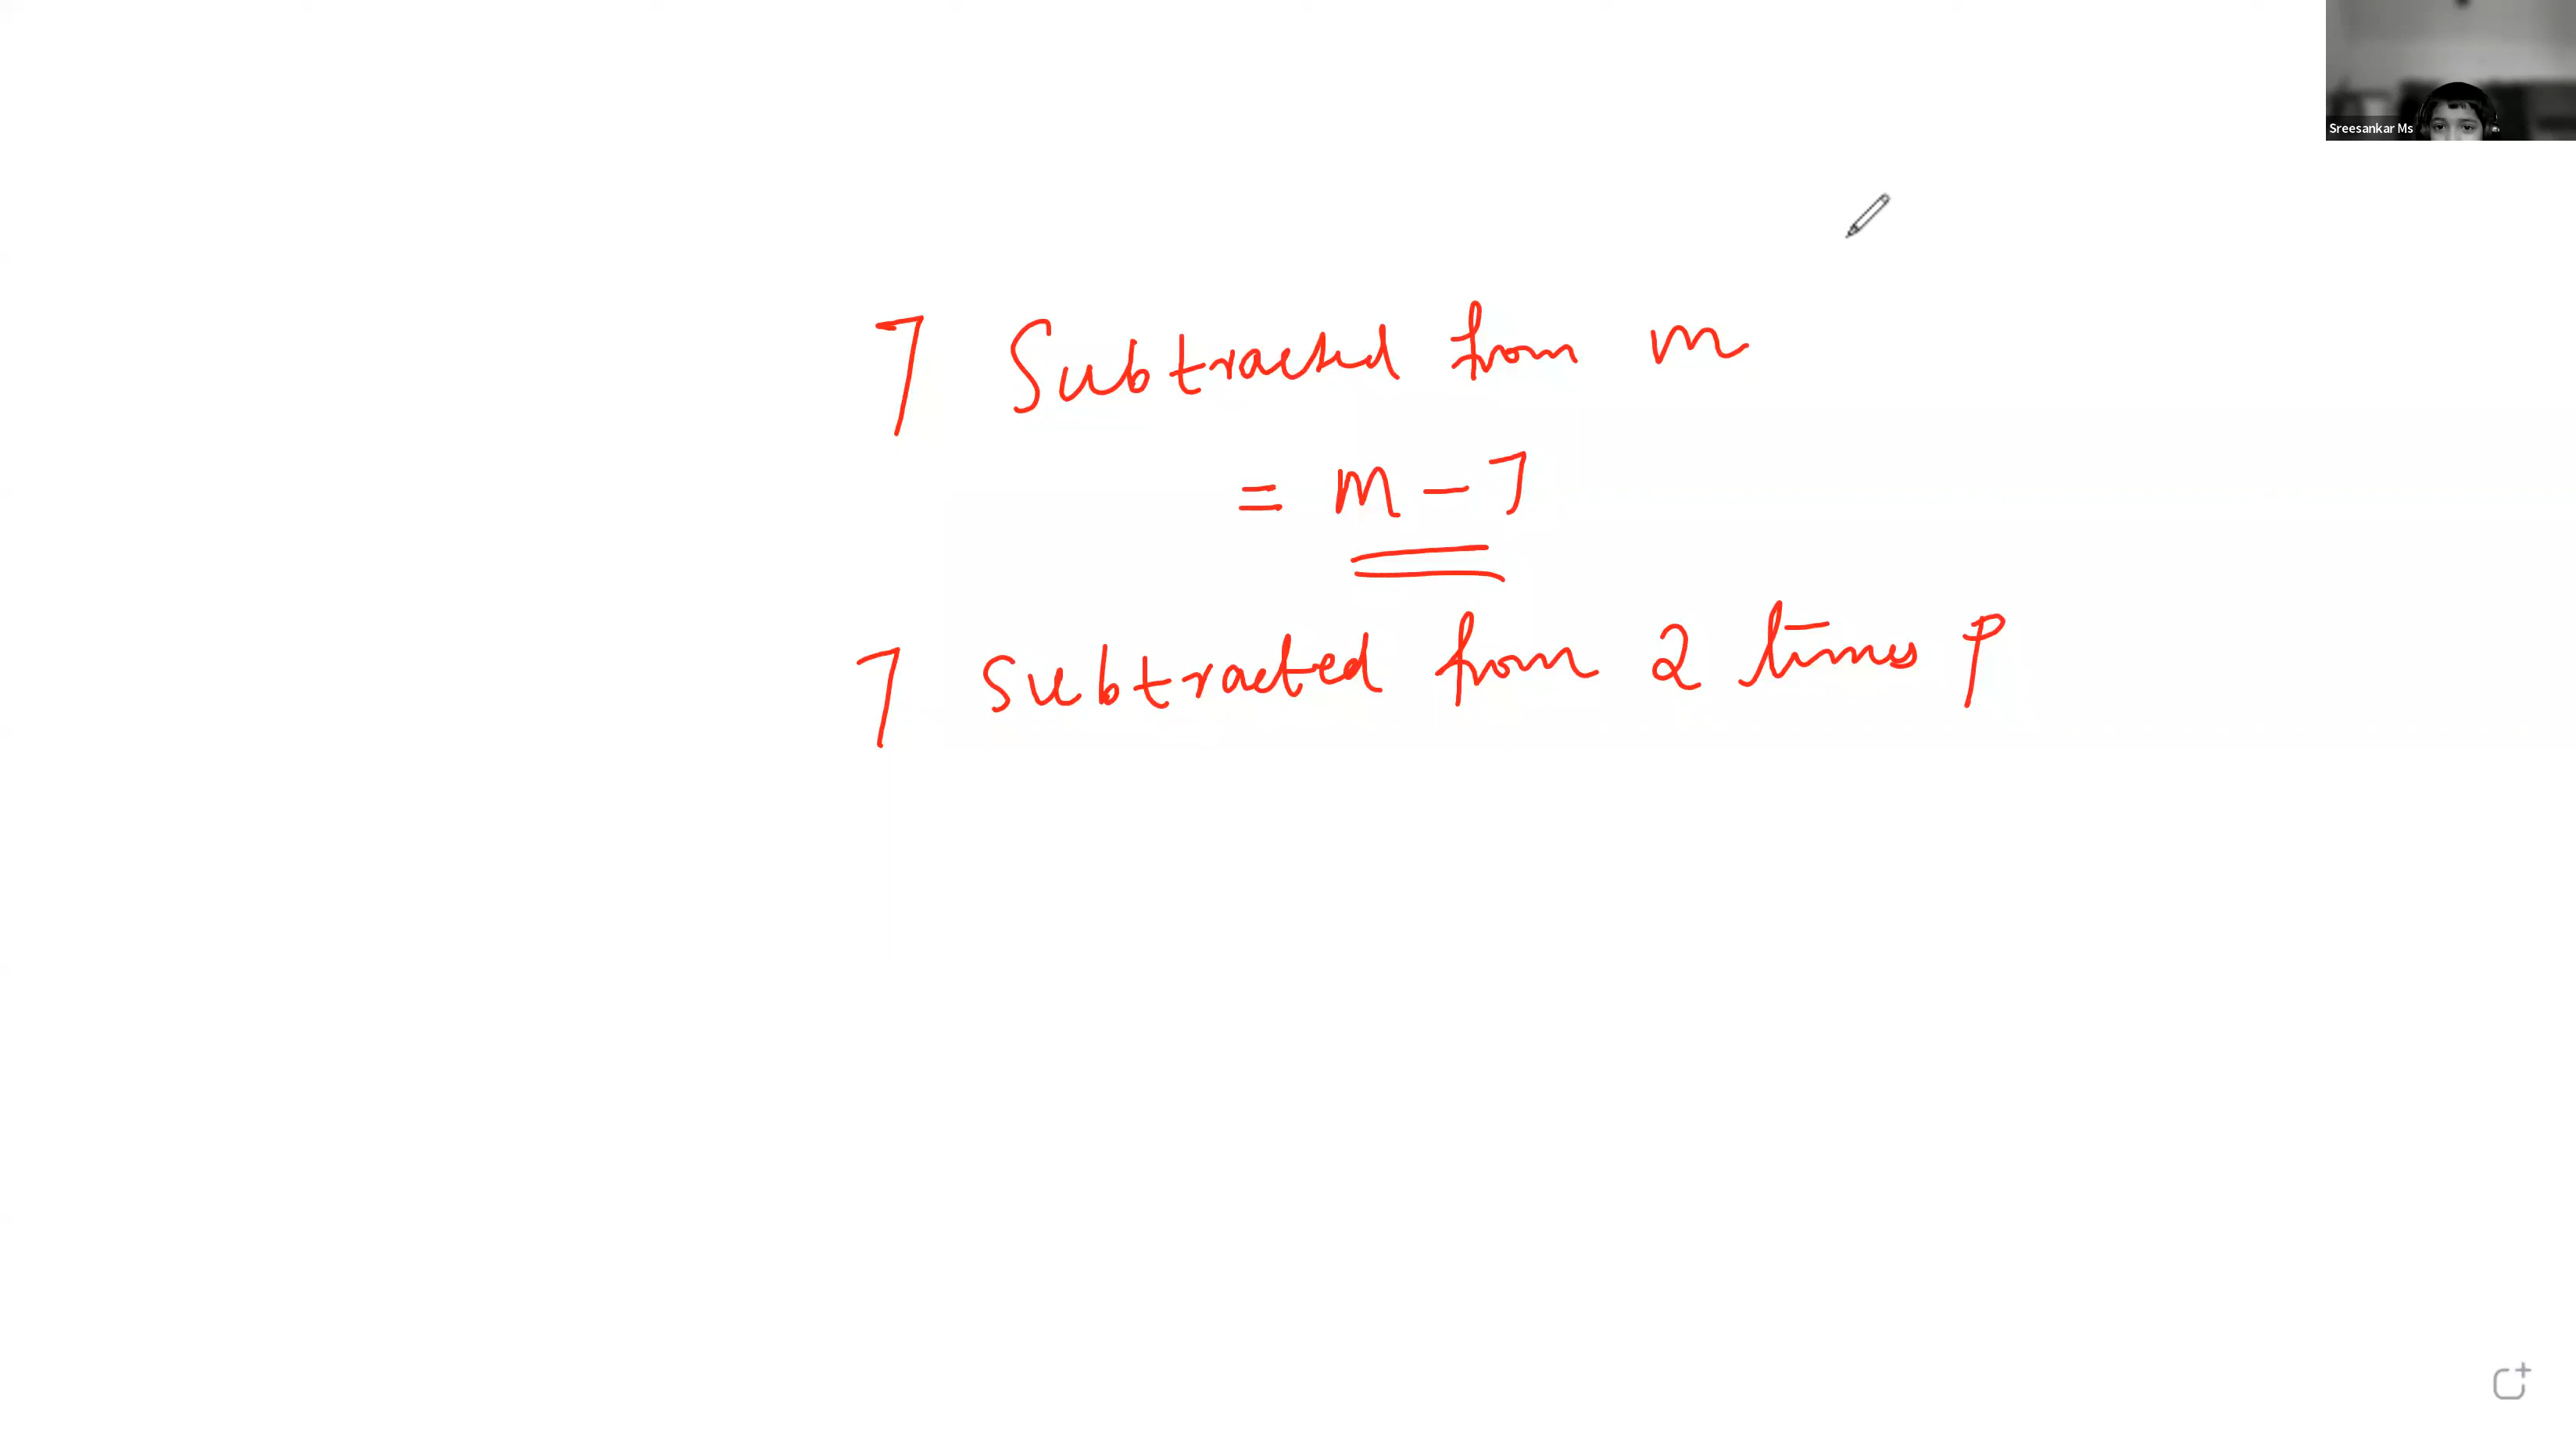 Sreesankar Ms
7 Subtracted from m
= m - 7
7 subtracted from 2 times p